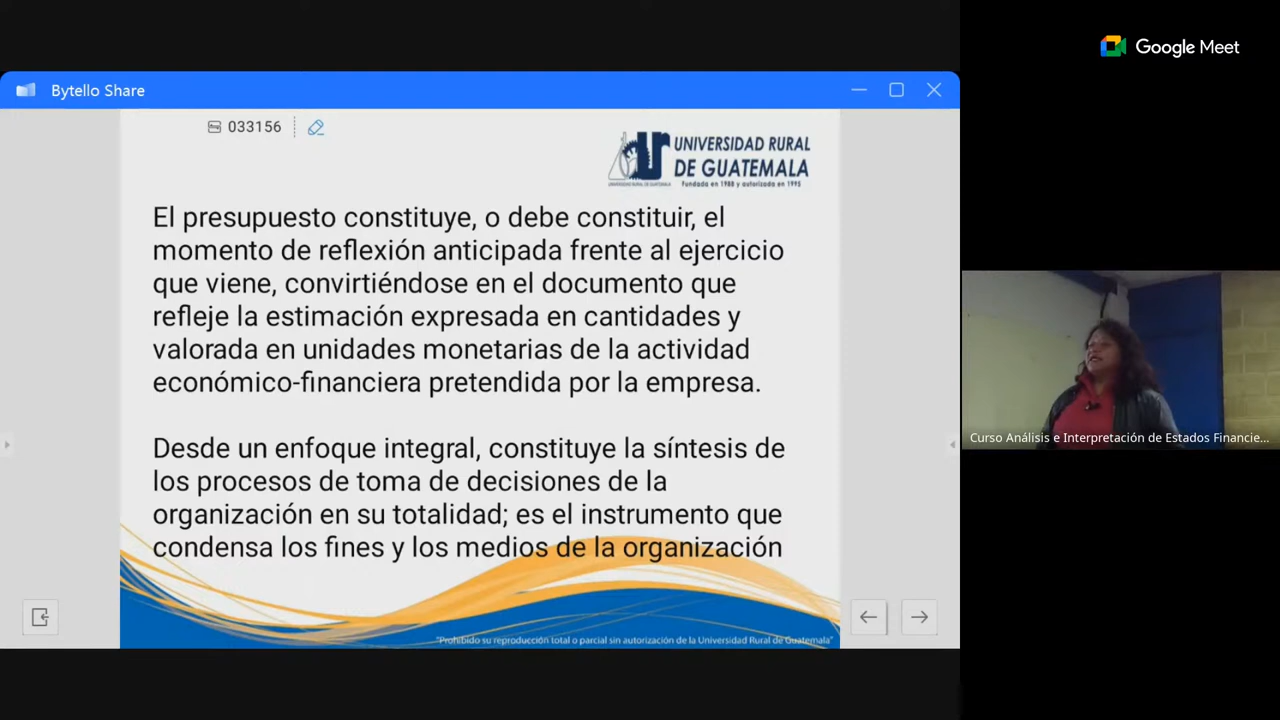 Google Meet
Bytello Share
033156
UNIVERSIDAD RURAL
DE GUATEMALA
Fundada en 1988 y autorizada en 1995
UNIVERSIDAD RURAL DE GUATEMALA
El presupuesto constituye, o debe constituir, el
momento de reflexión anticipada frente al ejercicio
que viene, convirtiéndose en el documento que
refleje la estimación expresada en cantidades y
valorada en unidades monetarias de la actividad
económico-financiera pretendida por la empresa.
Desde un enfoque integral, constituye la síntesis de
los procesos de toma de decisiones de la
organización en su totalidad; es el instrumento que
condensa los fines y los medios de la organización
"Prohibido su reproducción total o parcial sin autorización de la Universidad Rural de Guatemala"
Curso Análisis e Interpretación de Estados Financie...